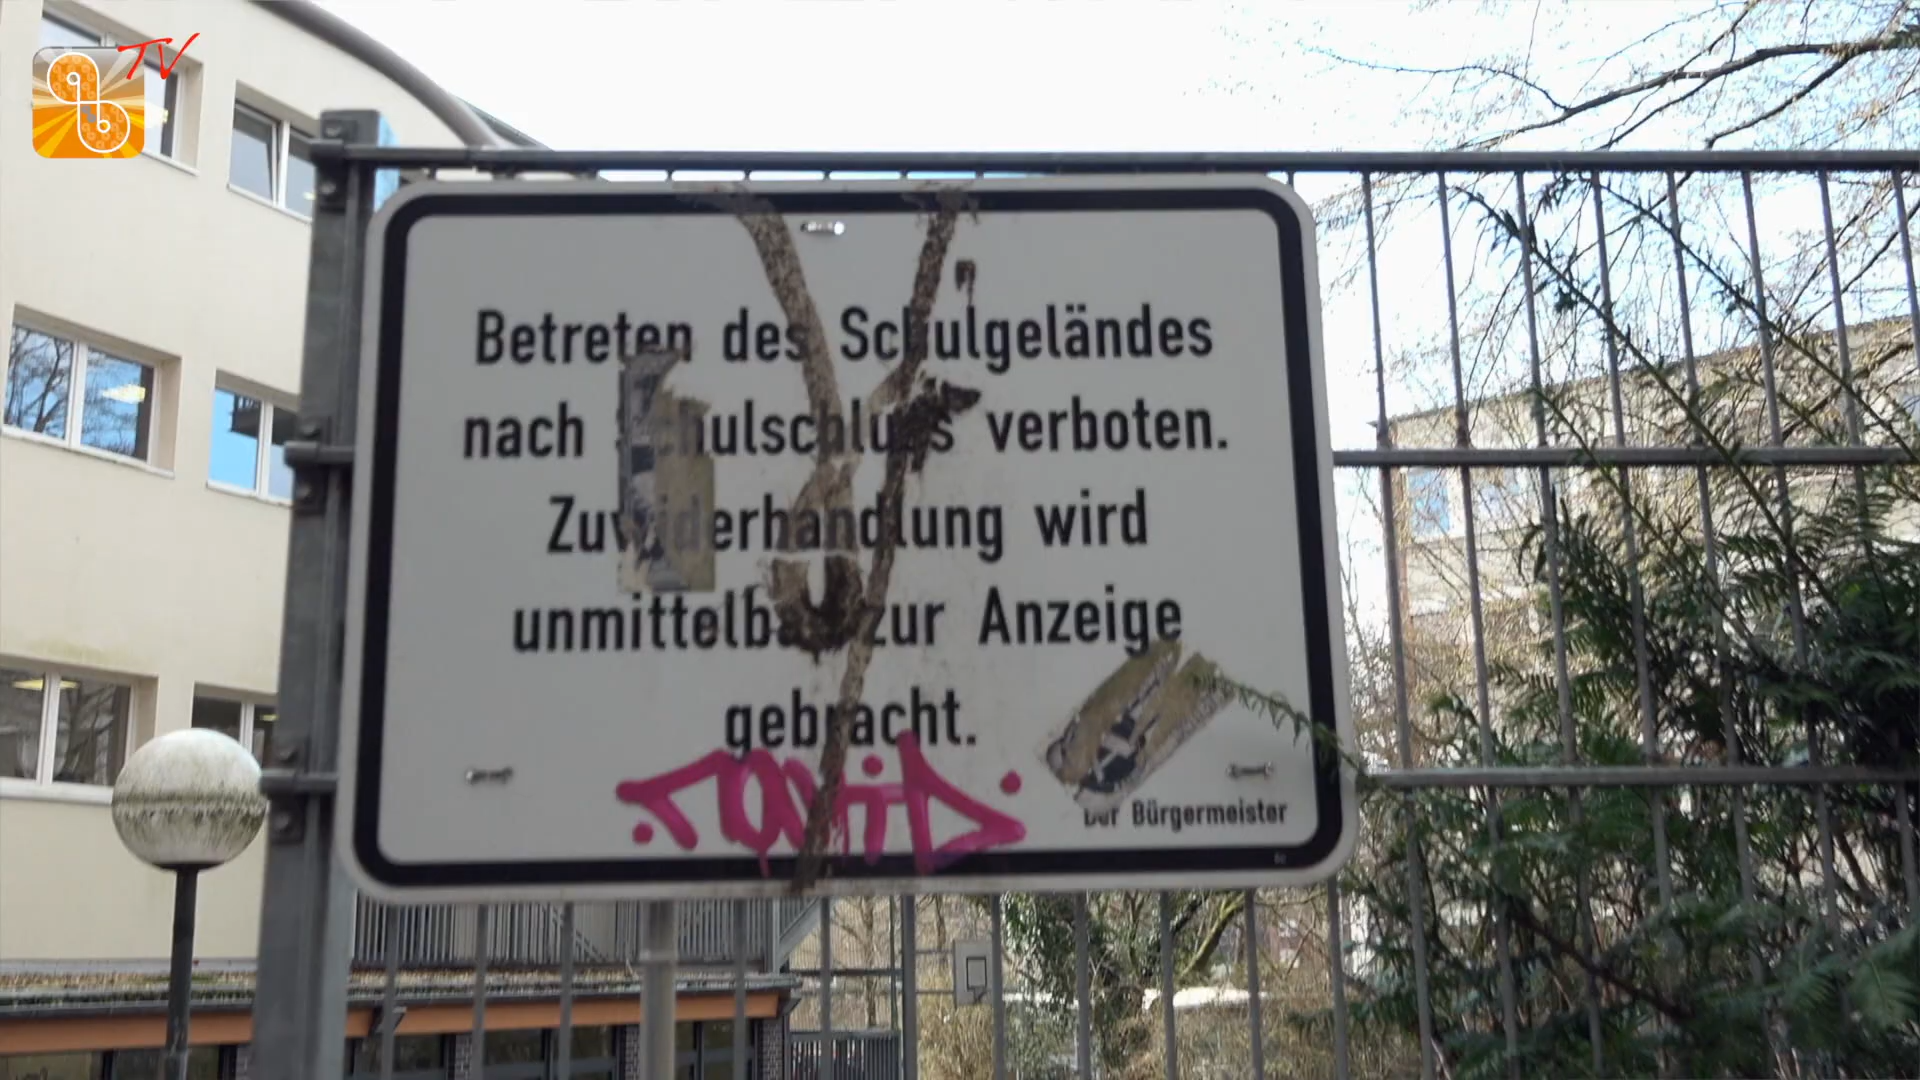 TV
Betreten des Schulgeländes
nach Schulschluss verboten.
Zuwiderhandlung wird
unmittelbar zur Anzeige
gebracht.
Der Bürgermeister